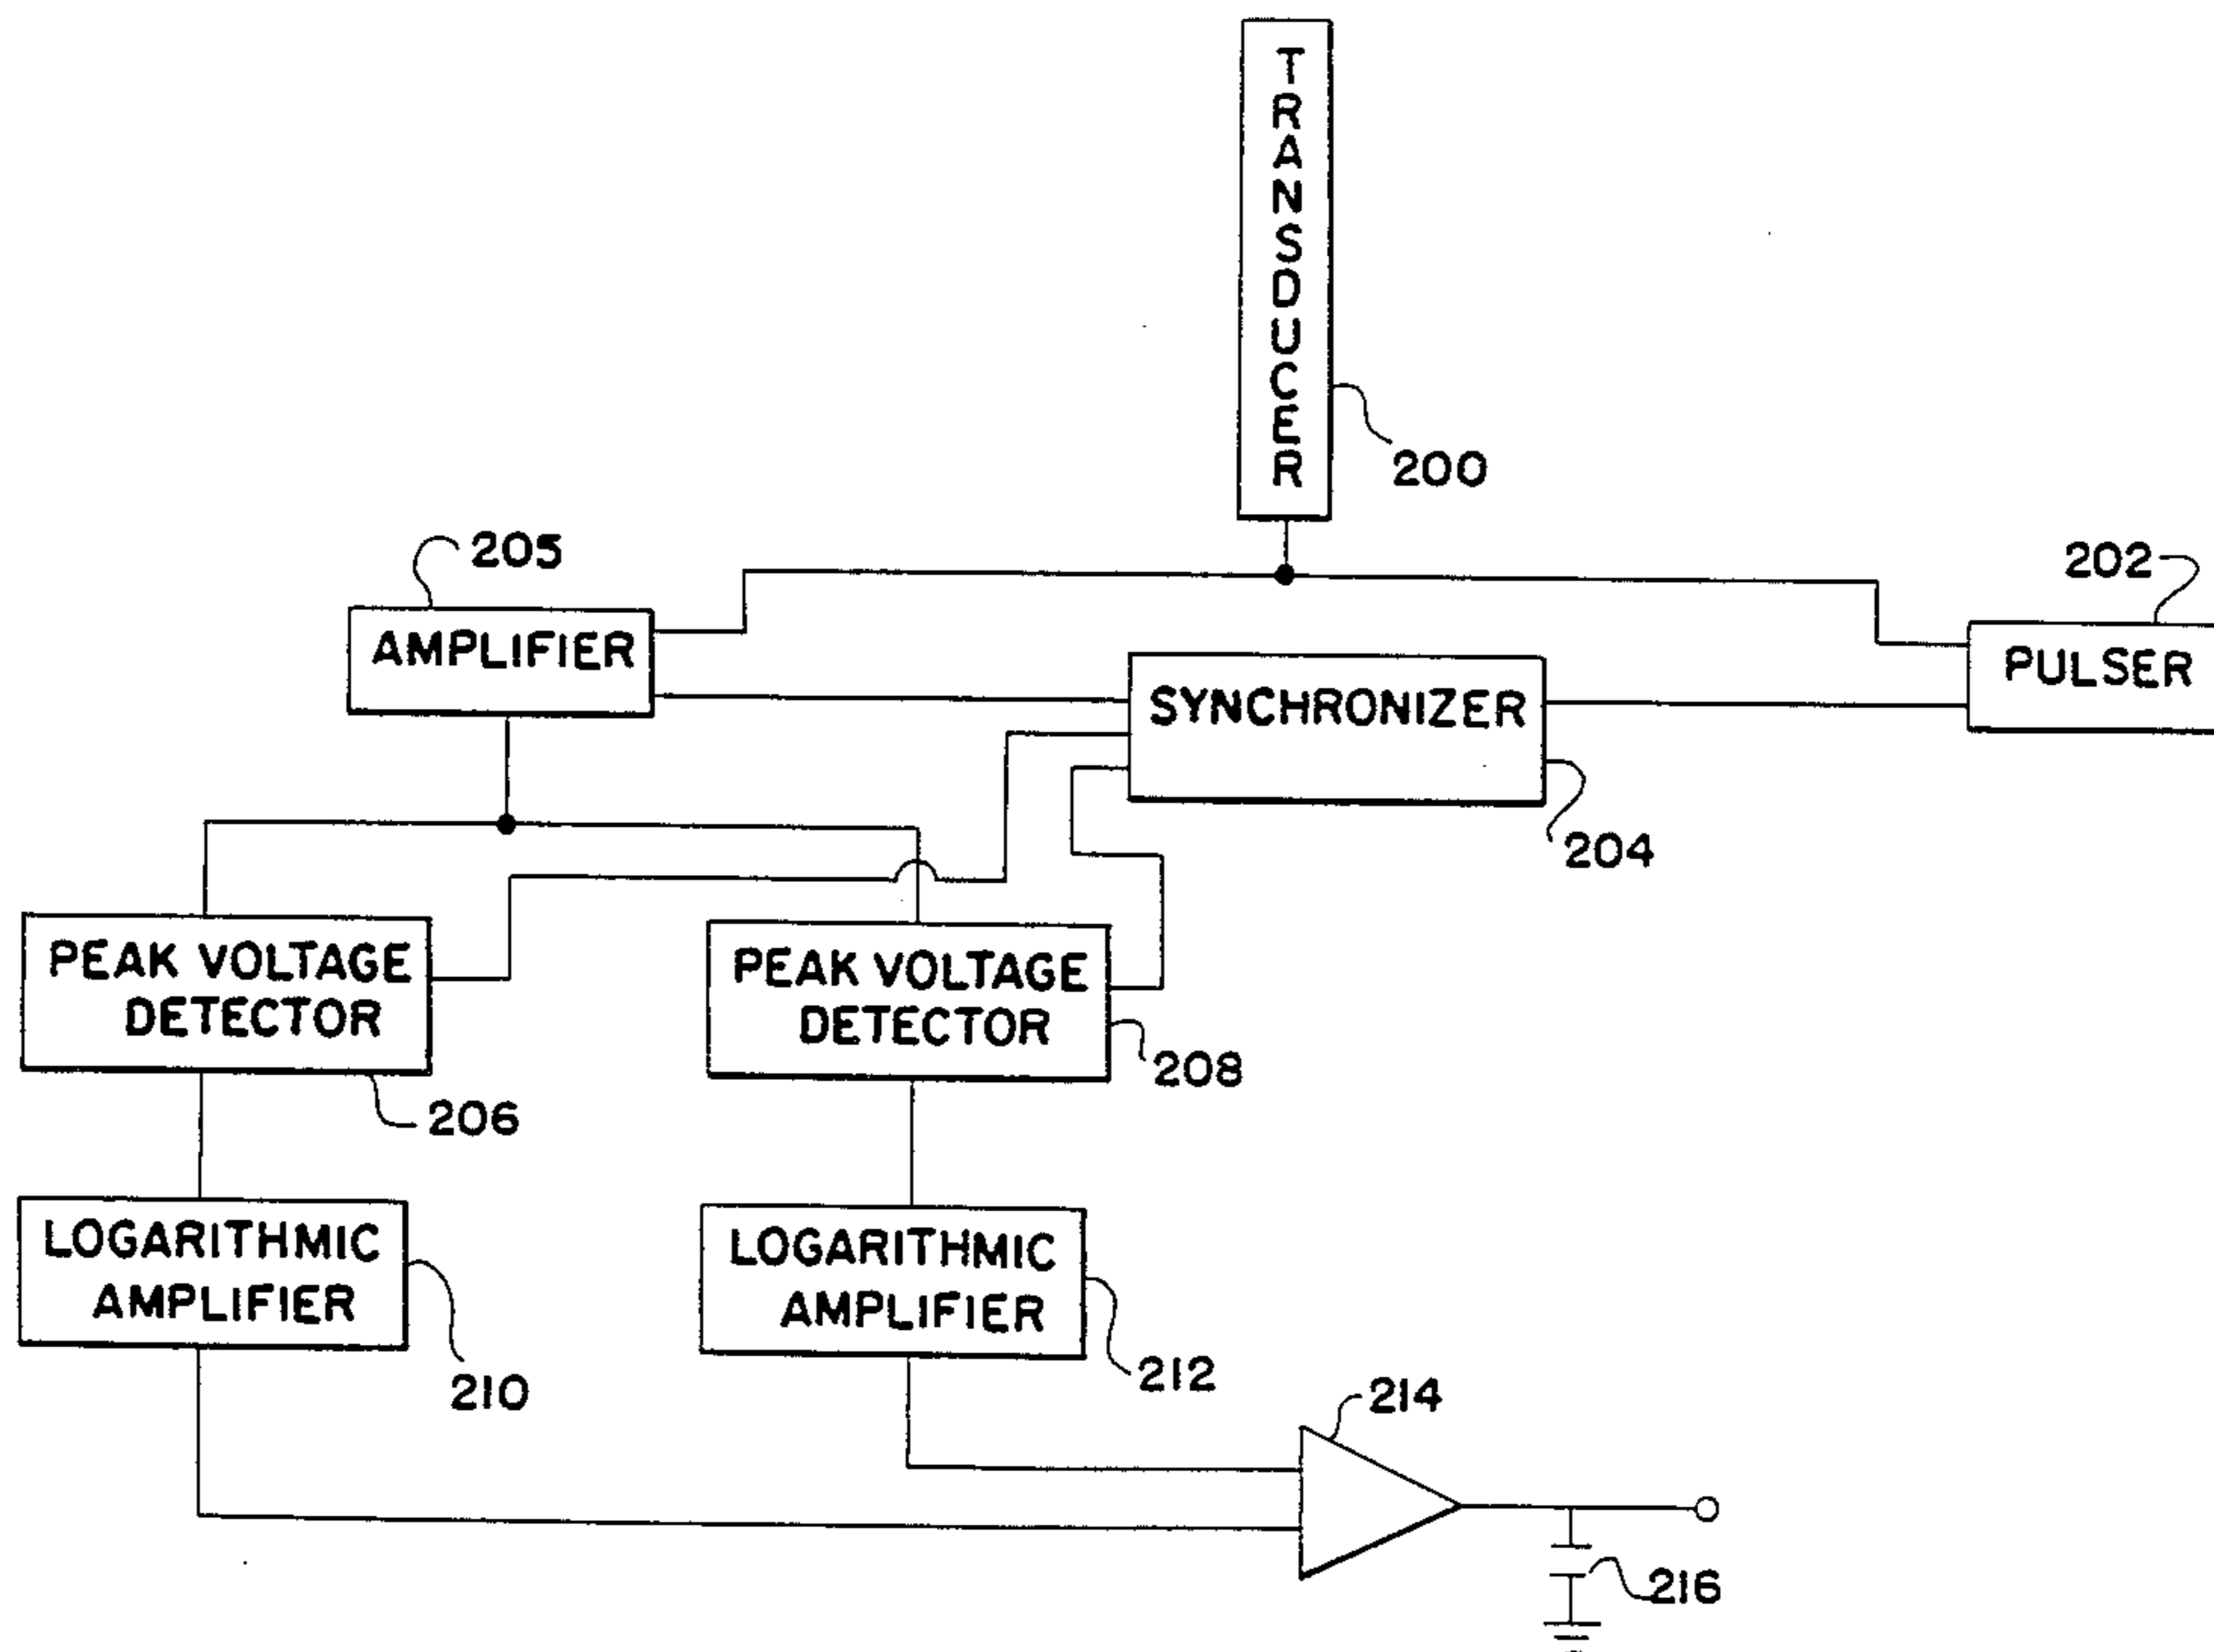 TRANSDUCER
200
205
202
AMPLIFIER
PULSER
SYNCHRONIZER
204
PEAK VOLTAGE
DETECTOR
206
PEAK VOLTAGE
DETECTOR
208
LOGARITHMIC
AMPLIFIER
210
LOGARITHMIC
AMPLIFIER
212
214
216